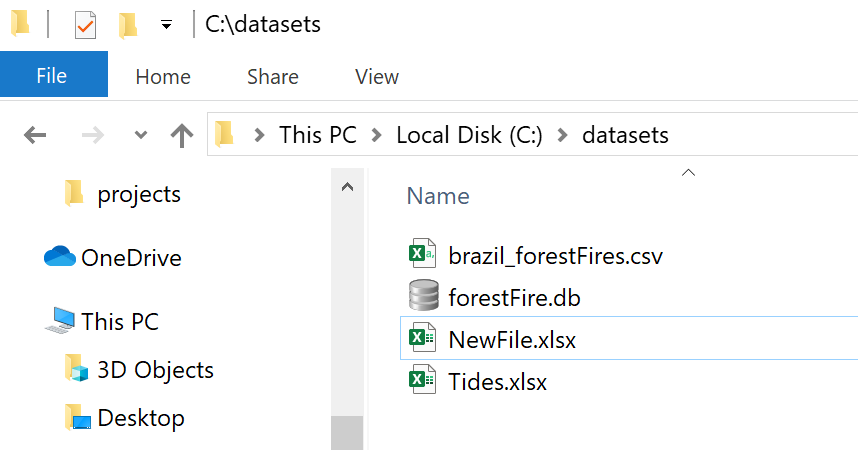 C:\datasets
File Home Share View
This PC Local Disk (C:) datasets
projects
OneDrive
This PC
3D Objects
Desktop
Name
brazil_forestFires.csv
forestFire.db
NewFile.xlsx
Tides.xlsx